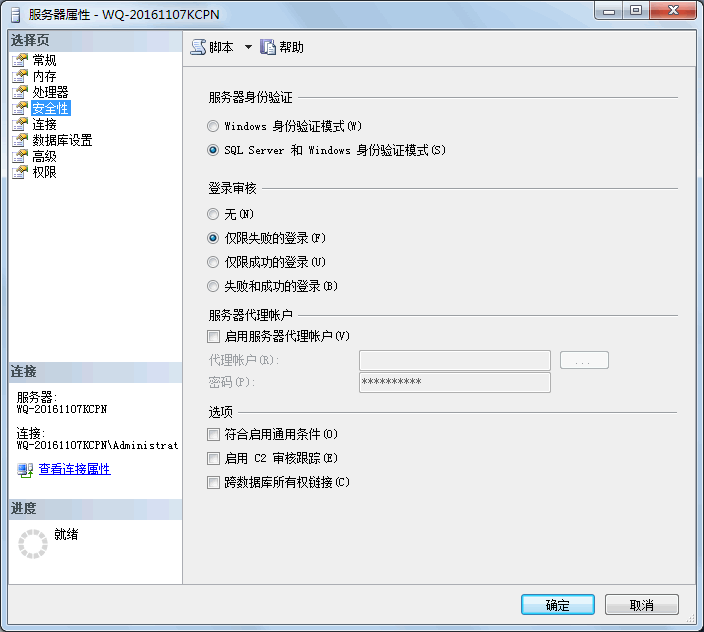 服务器属性 - WQ-20161107KCPN
选择页
常规
内存
处理器
安全性
连接
数据库设置
高级
权限
连接
服务器:
WQ-20161107KCPN
连接:
WQ-20161107KCPN\Administrat
查看连接属性
进度
就绪
脚本 帮助
服务器身份验证
Windows 身份验证模式(W)
SQL Server 和 Windows 身份验证模式(S)
登录审核
无(N)
仅限失败的登录(F)
仅限成功的登录(U)
失败和成功的登录(B)
服务器代理帐户
启用服务器代理帐户(V)
代理帐户(R):
...
密码(P):
**********
选项
符合启用通用条件(O)
启用 C2 审核跟踪(E)
跨数据库所有权链接(C)
确定 取消